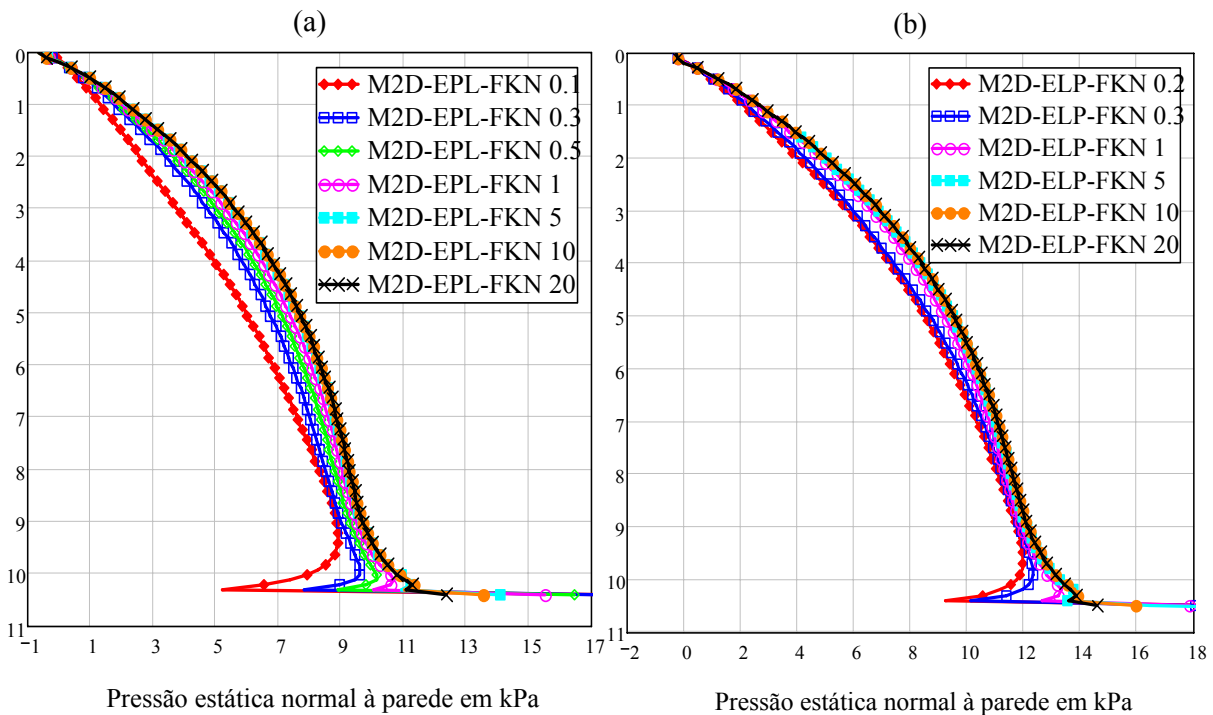 (a)
0
1
2
3
4
5
6
7
8
9
10
11
M2D-EPL-FKN 0.1
M2D-EPL-FKN 0.3
M2D-EPL-FKN 0.5
M2D-EPL-FKN 1
M2D-EPL-FKN 5
M2D-EPL-FKN 10
M2D-EPL-FKN 20
−1 1 3 5 7 9 11 13 15 17
Pressão estática normal à parede em kPa
(b)
0
1
2
3
4
5
6
7
8
9
10
11
M2D-ELP-FKN 0.2
M2D-ELP-FKN 0.3
M2D-ELP-FKN 1
M2D-ELP-FKN 5
M2D-ELP-FKN 10
M2D-ELP-FKN 20
−2 0 2 4 6 8 10 12 14 16 18
Pressão estática normal à parede em kPa